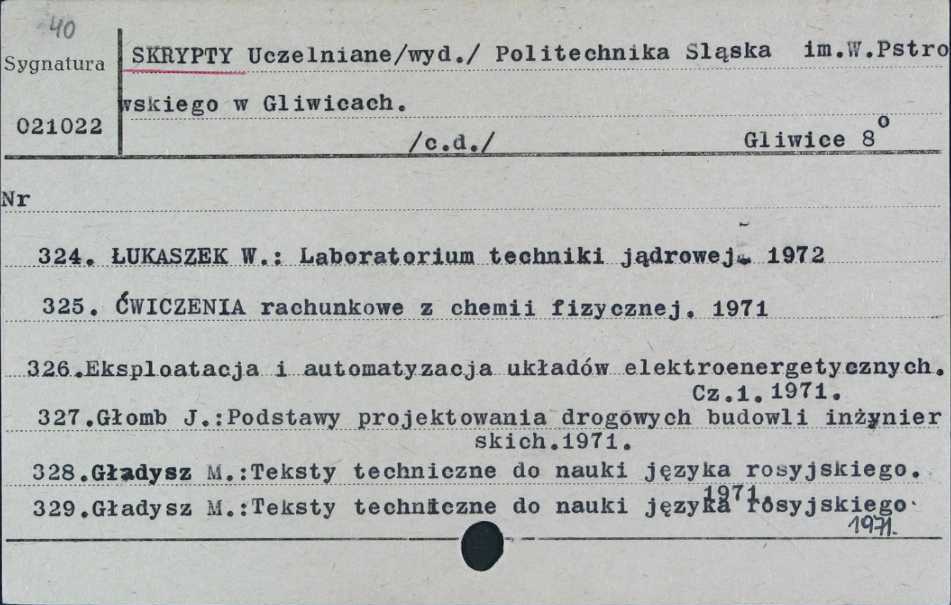 40
Sygnatura
021022
SKRYPTY Uczelniane/wyd./ Politechnika Sląska im.W.Pstro
wskiego w Gliwicach.
/c.d./ Gliwice 8º
Nr
324. ŁUKASZEK W.: Laboratorium techniki jądrowej. 1972
325. ĆWICZENIA rachunkowe z chemii fizycznej. 1971
326.Eksploatacja i automatyzacja układów elektroenergetycznych.
Cz.1.1971.
327.Głomb J.:Podstawy projektowania drogowych budowli inżynier
skich.1971.
328.Gładysz M.:Teksty techniczne do nauki języka rosyjskiego.
1971.
329.Gładysz M.:Teksty techniczne do nauki języka rosyjskiego.
1971.